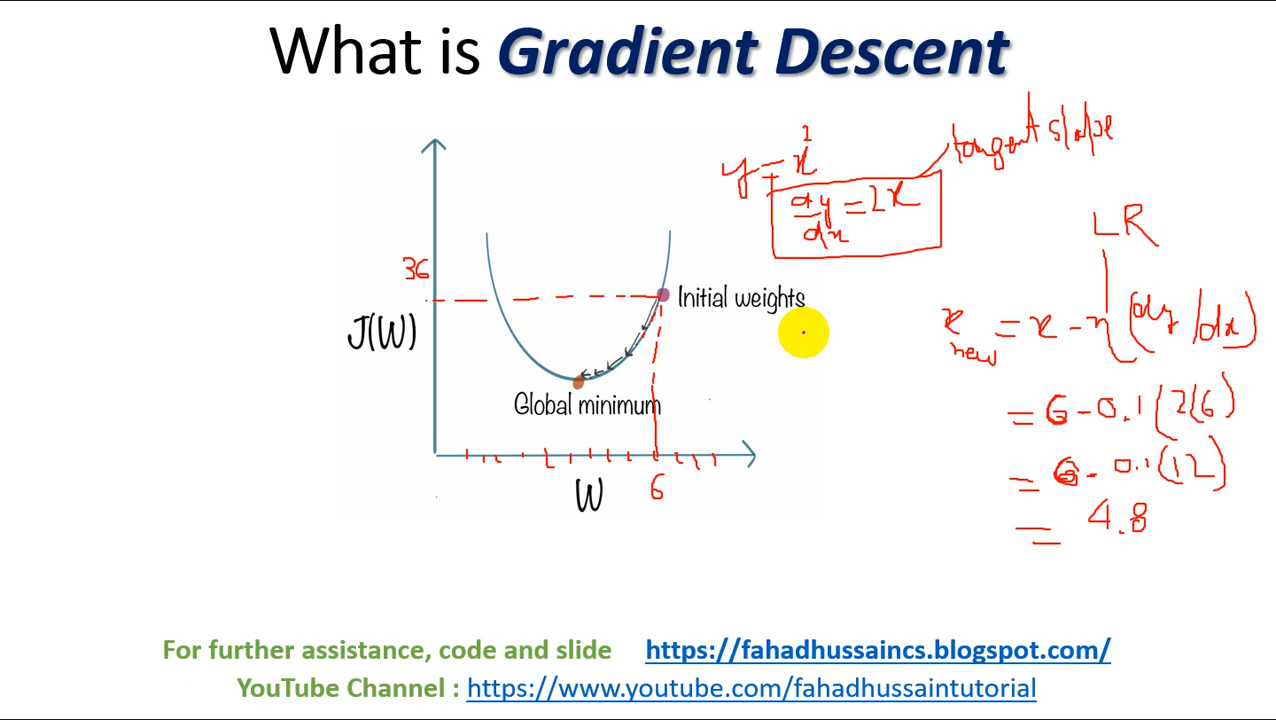 What is Gradient Descent
y = x²
dy/dx = 2x
tangent slope
LR
36
Initial weights
J(W)
x new = x - η (dy/dx)
Global minimum
= 6 - 0.1 (2(6)
= 6 - 0.1 (12)
W
6
= 4.8
For further assistance, code and slide https://fahadhussaincs.blogspot.com/
YouTube Channel : https://www.youtube.com/fahadhussaintutorial